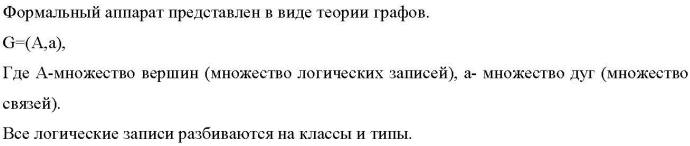 Формальный аппарат представлен в виде теории графов.
G=(A,a),
Где А-множество вершин (множество логических записей), а- множество дуг (множество
связей).
Все логические записи разбиваются на классы и типы.